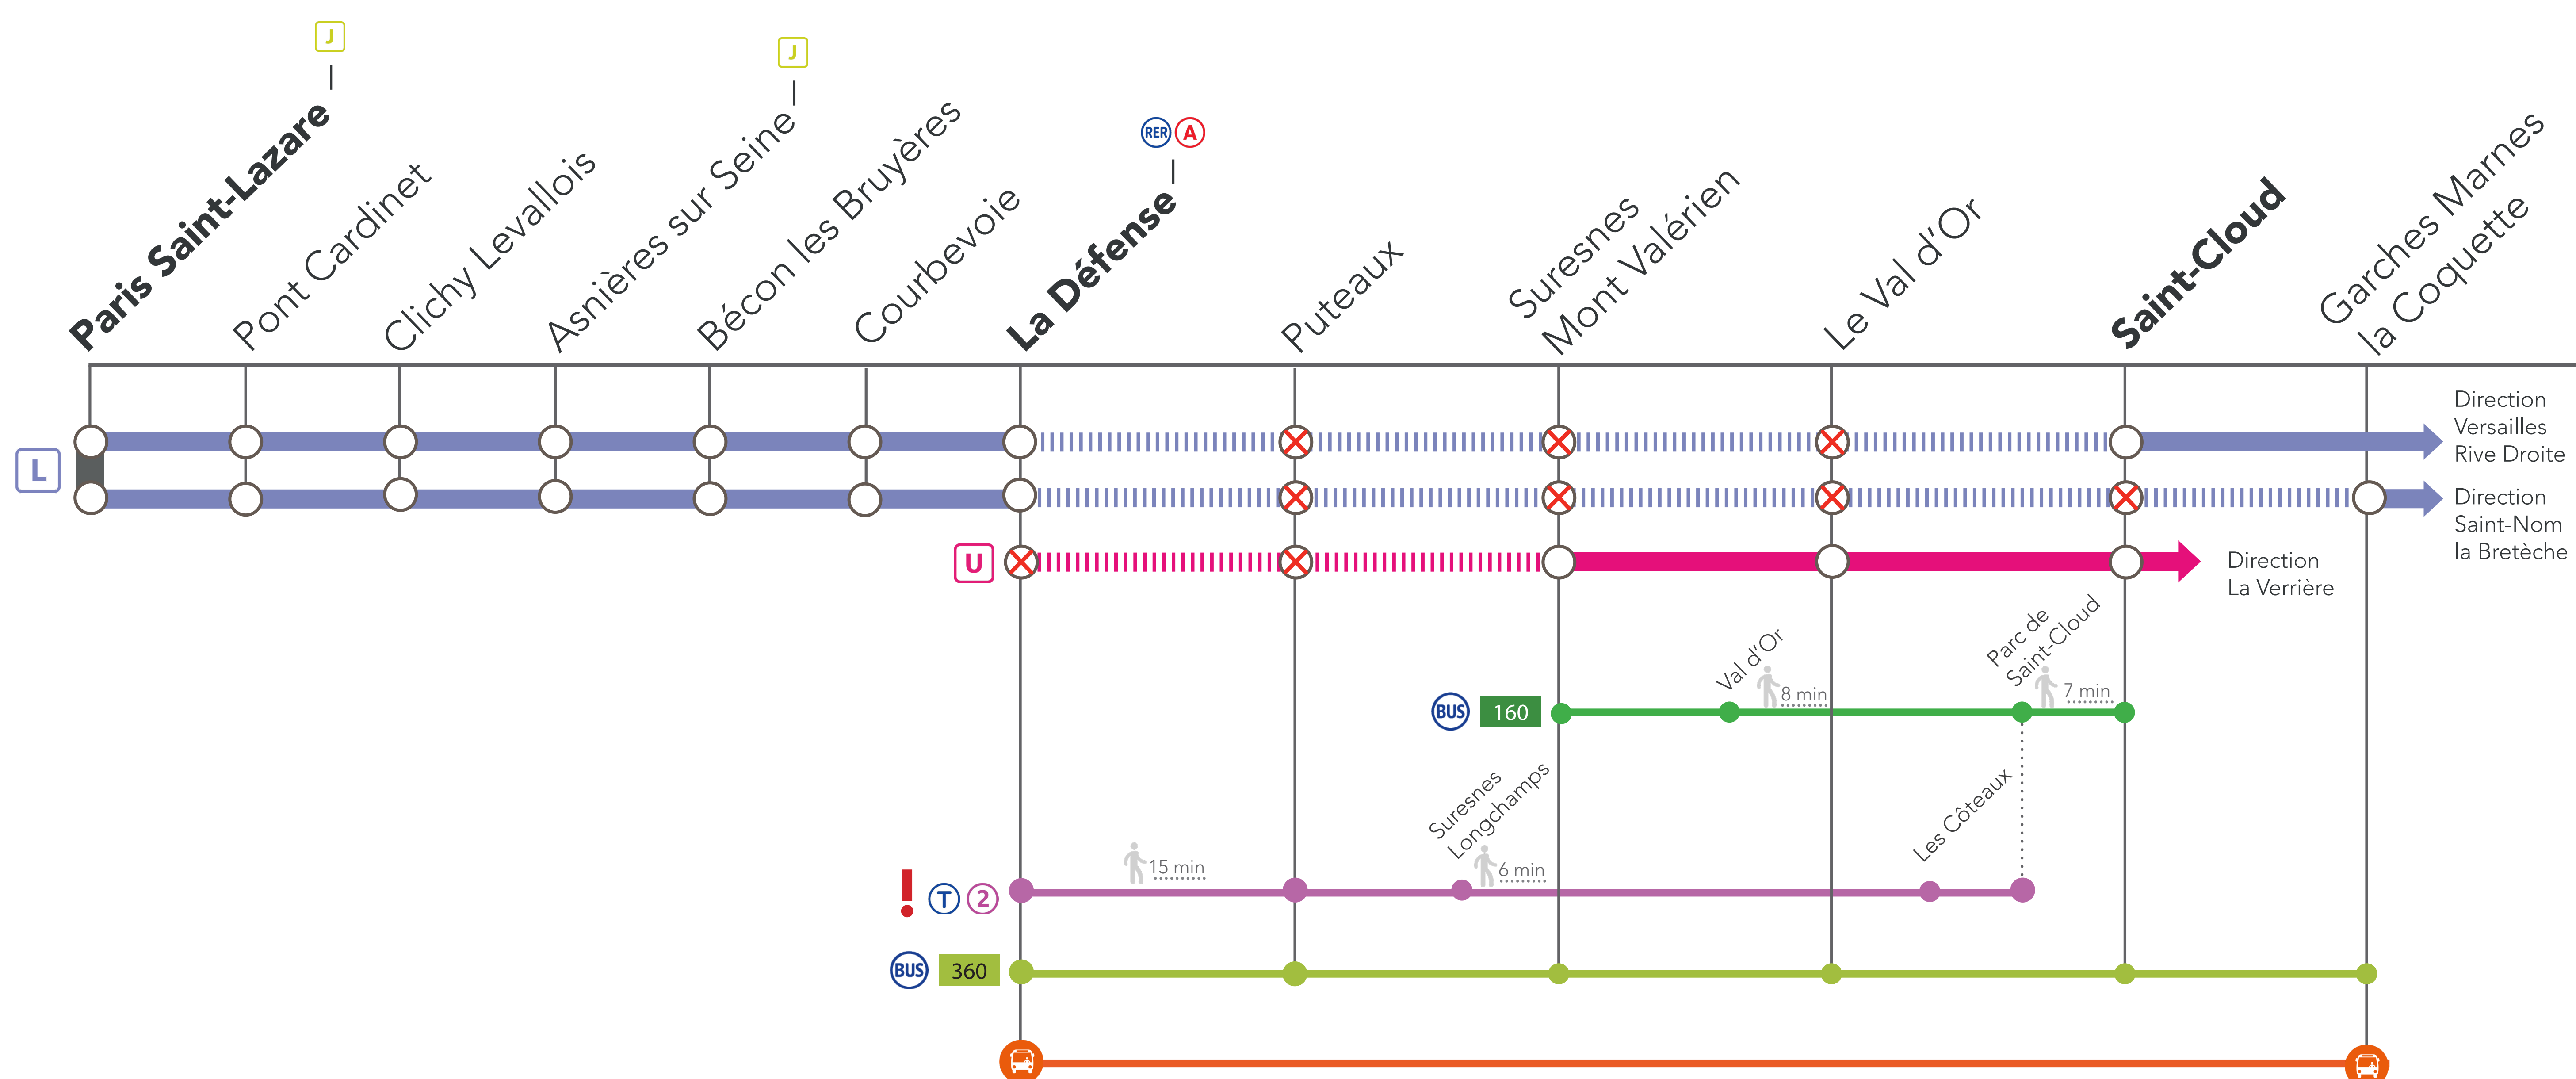 J
J
RER A
Paris Saint-Lazare
Pont Cardinet
Clichy Levallois
Asnières sur Seine
Bécon les Bruyères
Courbevoie
La Défense
Puteaux
Suresnes
Mont Valérien
Le Val d'Or
Saint-Cloud
Garches Marnes
la Coquette
L
Direction
Versailles
Rive Droite
Direction
Saint-Nom
la Bretèche
U
Direction
La Verrière
BUS 160
Val d'Or
8 min
Parc de
Saint-Cloud
7 min
! T 2
15 min
Suresnes
Longchamps
6 min
Les Côteaux
BUS 360